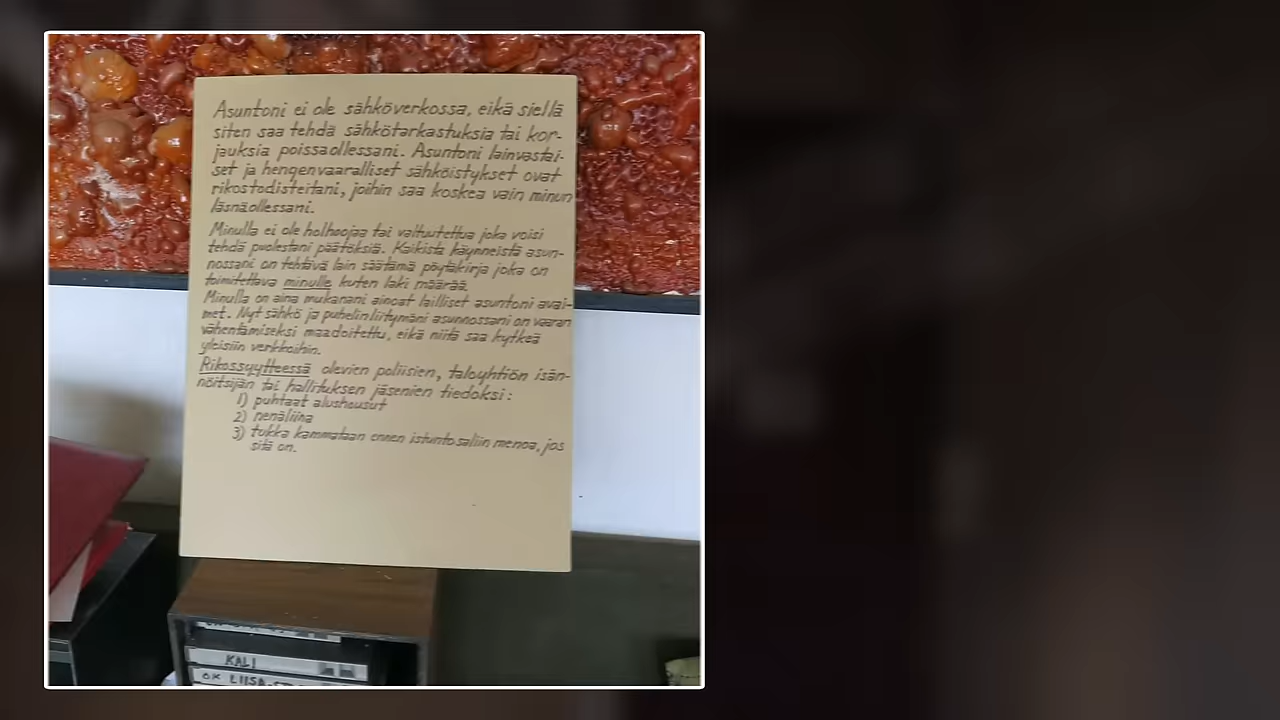 Asuntoni ei ole sähköverkossa, eikä siellä
siten saa tehdä sähkötarkastuksia tai kor-
jauksia poissaollessani. Asuntoni lainvastai-
set ja hengenvaaralliset sähköistykset ovat
rikostodisteitani, joihin saa koskea vain minun
läsnäollessani.
Minulla ei ole holhoojaa tai valtuutettua joka voisi
tehdä puolestani päätöksiä. Kaikista käynneistä asun-
nossani on tehtävä lain säätämä pöytäkirja joka on
toimitettava minulle kuten laki määrää.
Minulla on aina mukanani ainoat lailliset asuntoni avai-
met. Nyt sähkö ja puhelinliitymäni asunnossani on vaaran
vähentämiseksi maadoitettu, eikä niitä saa kytkeä
yleisiin verkkoihin.
Rikossyytteessä olevien poliisien, taloyhtiön isän-
nöitsijän tai hallituksen jäsenien tiedoksi:
1) puhtaat alushousut
2) nenäliina
3) tukka kammataan ennen istuntosaliin menoa, jos
sitä on.
KALI
OK LIISA